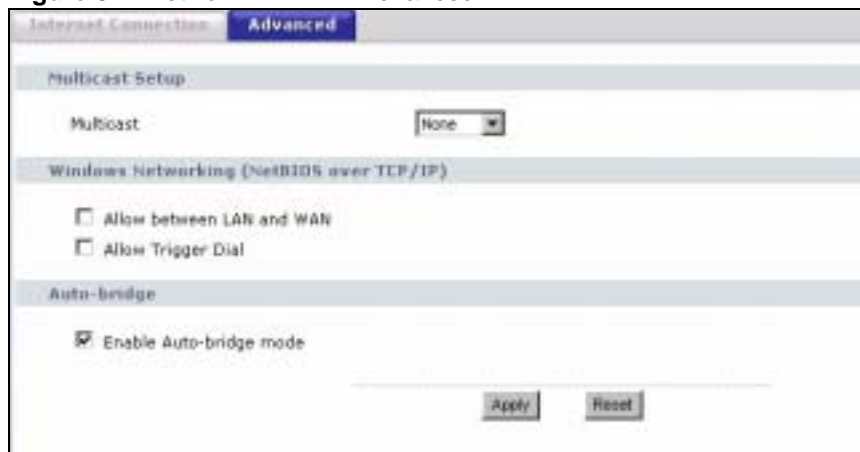 Internet Connection Advanced
Multicast Setup
Multicast None
Windows Networking (NetBIOS over TCP/IP)
Allow between LAN and WAN
Allow Trigger Dial
Auto-bridge
Enable Auto-bridge mode
Apply Reset